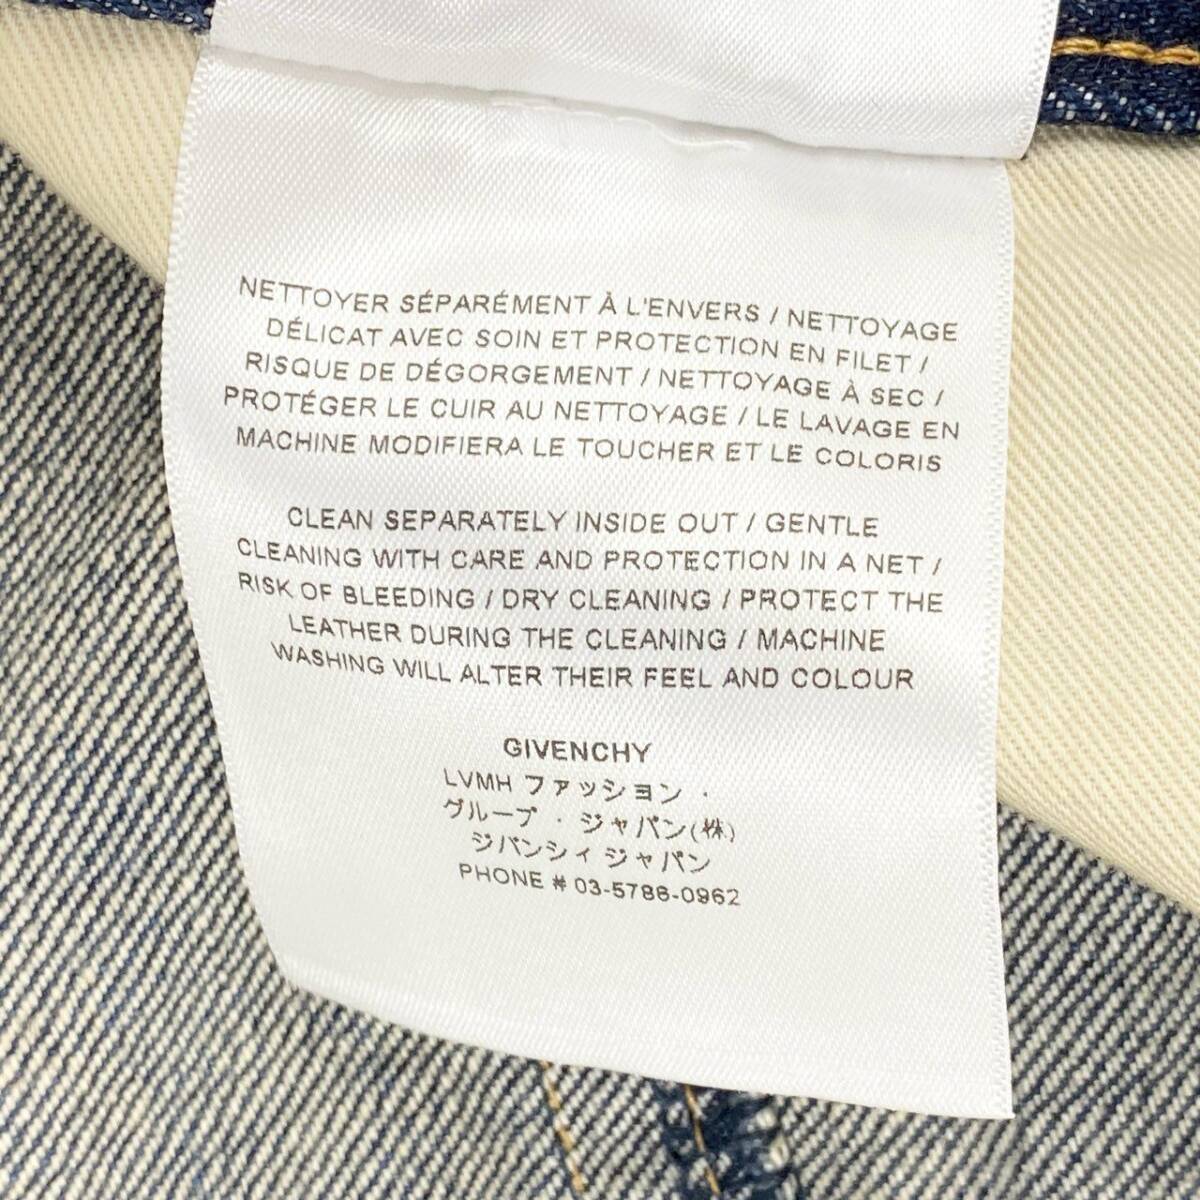 NETTOYER SÉPARÉMENT À L'ENVERS / NETTOYAGE
DÉLICAT AVEC SOIN ET PROTECTION EN FILET /
RISQUE DE DÉGORGEMENT / NETTOYAGE À SEC /
PROTÉGER LE CUIR AU NETTOYAGE / LE LAVAGE EN
MACHINE MODIFIERA LE TOUCHER ET LE COLORIS
CLEAN SEPARATELY INSIDE OUT / GENTLE
CLEANING WITH CARE AND PROTECTION IN A NET /
RISK OF BLEEDING / DRY CLEANING / PROTECT THE
LEATHER DURING THE CLEANING / MACHINE
WASHING WILL ALTER THEIR FEEL AND COLOUR
GIVENCHY
LVMH ファッション ・
グループ ・ ジャパン(株)
ジバンシィ ジャパン
PHONE # 03-5786-0962